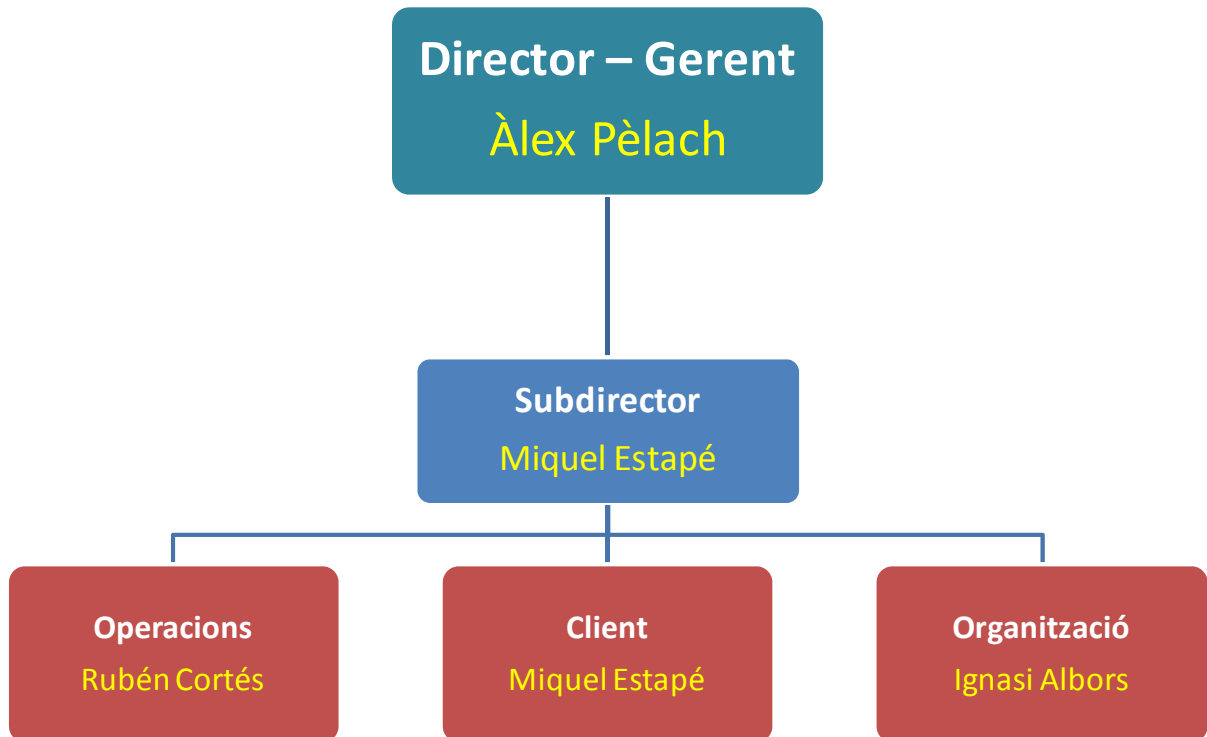 Director – Gerent
Àlex Pèlach
Subdirector
Miquel Estapé
Operacions
Rubén Cortés
Client
Miquel Estapé
Organització
Ignasi Albors